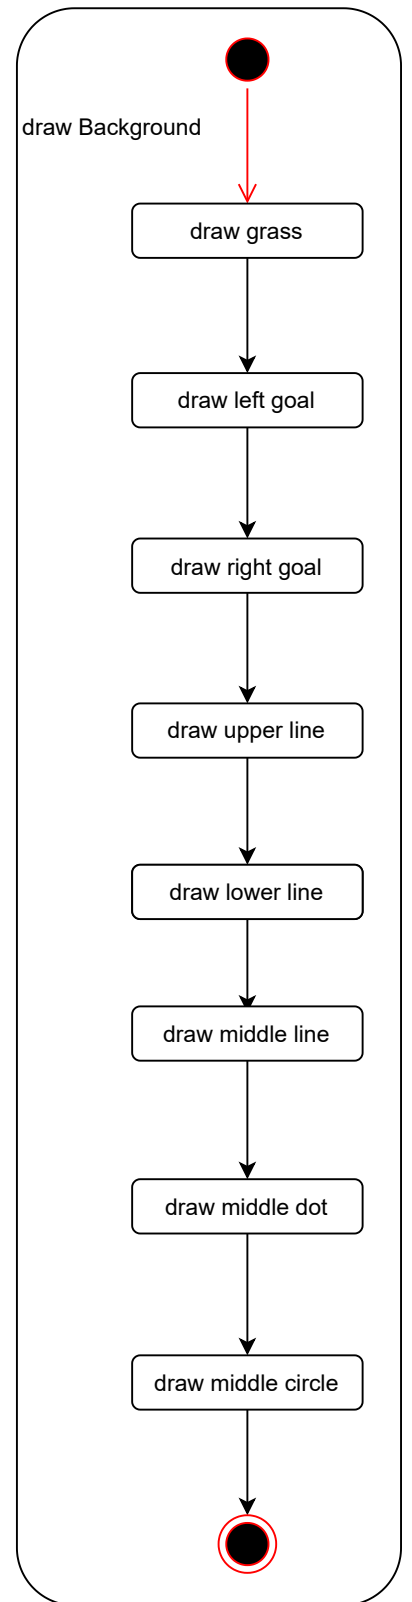 draw Background
draw grass
draw left goal
draw right goal
draw upper line
draw lower line
draw middle line
draw middle dot
draw middle circle